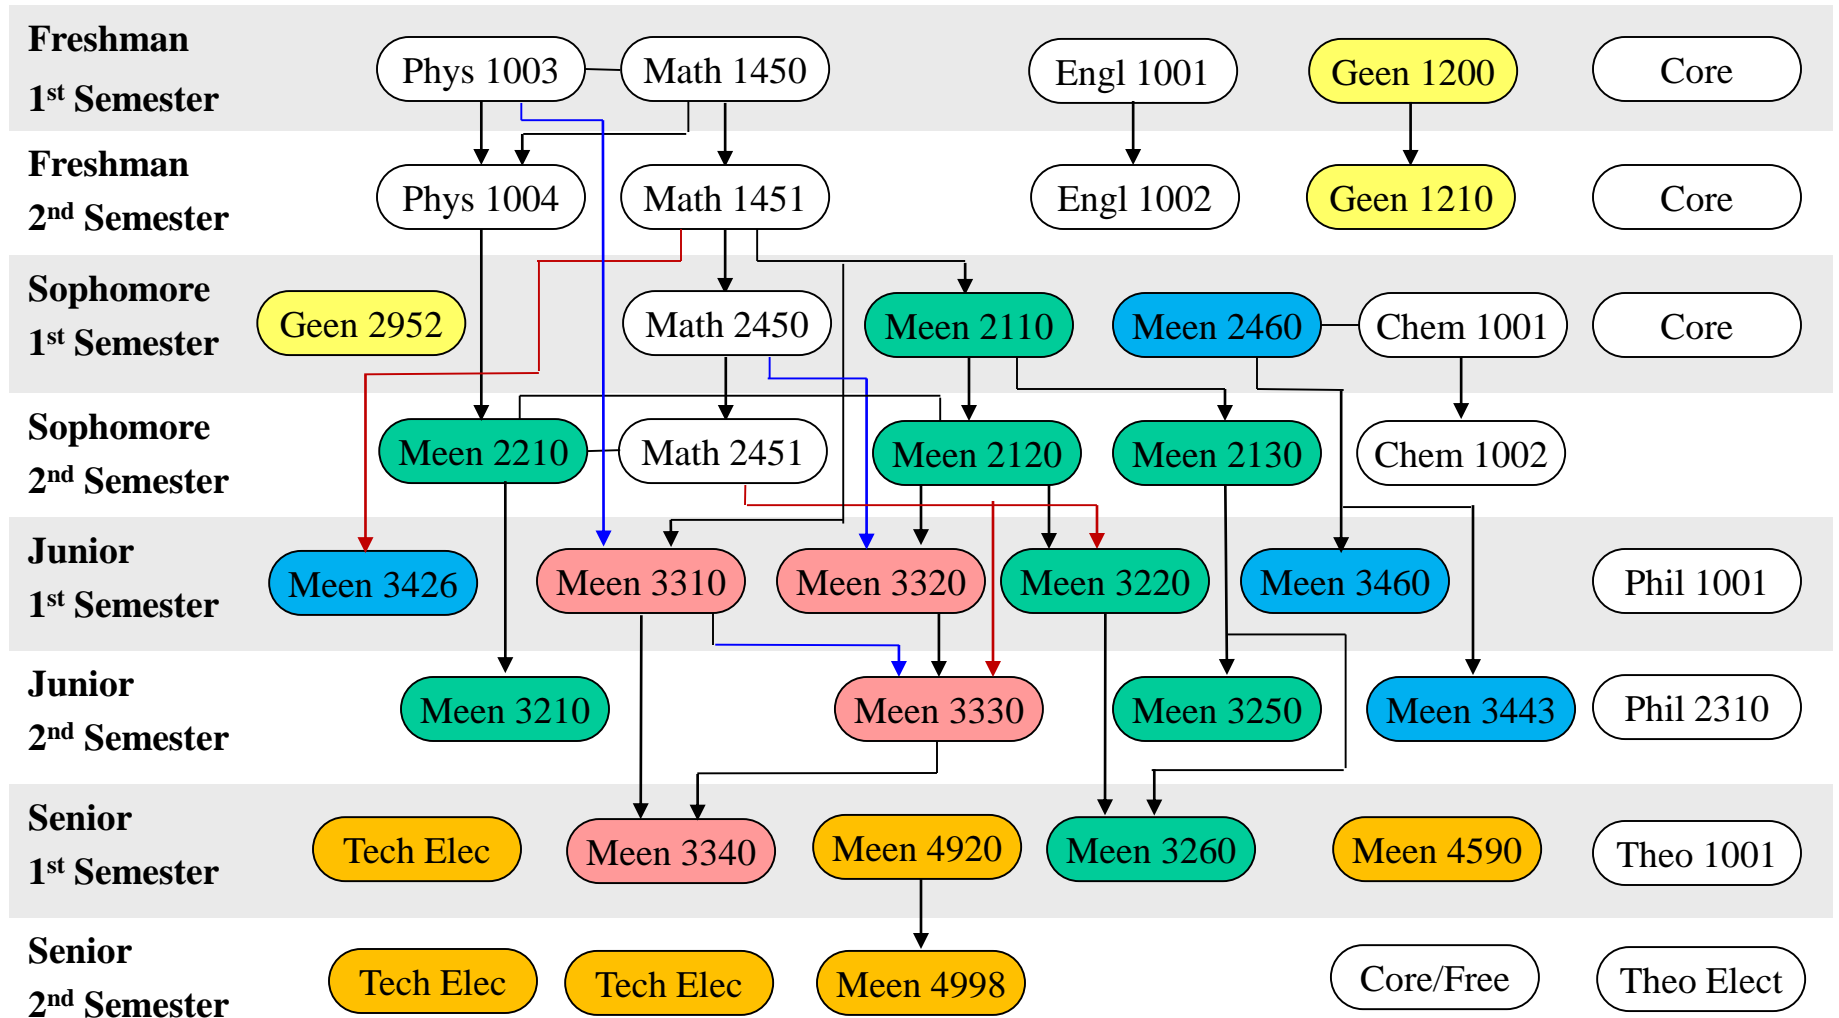 Freshman
1st Semester
Phys 1003
Math 1450
Engl 1001
Geen 1200
Core
Freshman
2nd Semester
Phys 1004
Math 1451
Engl 1002
Geen 1210
Core
Sophomore
1st Semester
Geen 2952
Math 2450
Meen 2110
Meen 2460
Chem 1001
Core
Sophomore
2nd Semester
Meen 2210
Math 2451
Meen 2120
Meen 2130
Chem 1002
Junior
1st Semester
Meen 3426
Meen 3310
Meen 3320
Meen 3220
Meen 3460
Phil 1001
Junior
2nd Semester
Meen 3210
Meen 3330
Meen 3250
Meen 3443
Phil 2310
Senior
1st Semester
Tech Elec
Meen 3340
Meen 4920
Meen 3260
Meen 4590
Theo 1001
Senior
2nd Semester
Tech Elec
Tech Elec
Meen 4998
Core/Free
Theo Elect